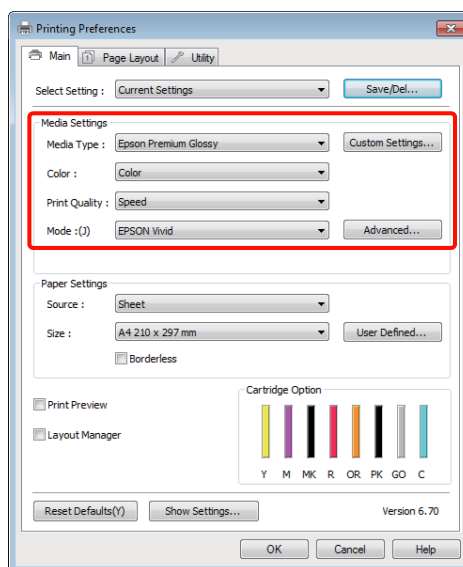 Printing Preferences
Main Page Layout Utility
Select Setting : Current Settings Save/Del...
Media Settings
Media Type : Epson Premium Glossy Custom Settings...
Color : Color
Print Quality : Speed
Mode :(J) EPSON Vivid Advanced...
Paper Settings
Source : Sheet
Size : A4 210 x 297 mm User Defined...
Borderless
Cartridge Option
Print Preview
Layout Manager
Y M MK R OR PK GO C
Reset Defaults(Y) Show Settings... Version 6.70
OK Cancel Help